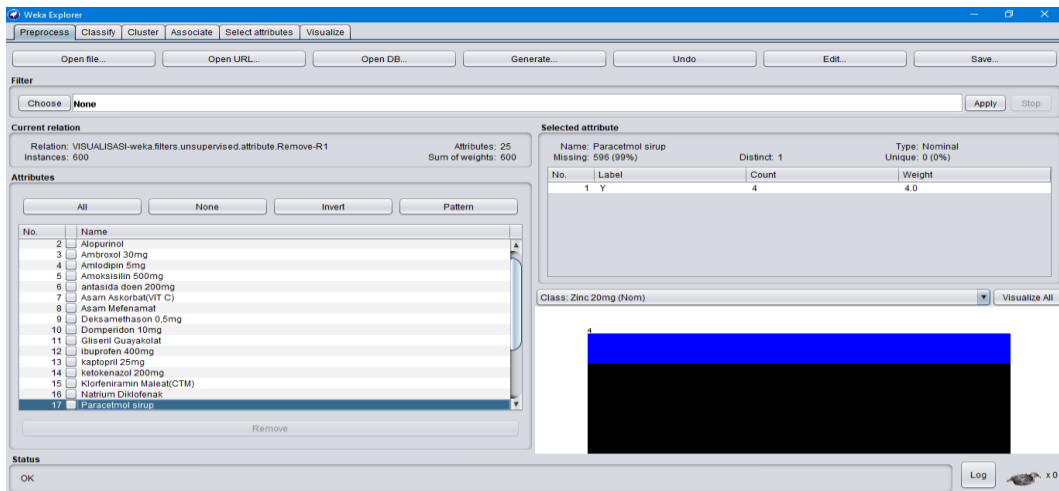 Weka Explorer
Preprocess Classify Cluster Associate Select attributes Visualize
Open file... Open URL... Open DB... Generate... Undo Edit... Save...
Filter
Choose None Apply Stop
Current relation
Relation: VISUALISASI-weka.filters.unsupervised.attribute.Remove-R1 Attributes: 25
Instances: 600 Sum of weights: 600
Attributes
All None Invert Pattern
No. Name
2 Alopurinol
3 Ambroxol 30mg
4 Amlodipin 5mg
5 Amoksisilin 500mg
6 antasida doen 200mg
7 Asam Askorbat(VIT C)
8 Asam Mefenamat
9 Deksamethason 0,5mg
10 Domperidon 10mg
11 Gliseril Guayakolat
12 ibuprofen 400mg
13 kaptopril 25mg
14 ketokenazol 200mg
15 Klorfeniramin Maleat(CTM)
16 Natrium Diklofenak
17 Paracetmol sirup
Remove
Selected attribute
Name: Paracetmol sirup Type: Nominal
Missing: 596 (99%) Distinct: 1 Unique: 0 (0%)
No. Label Count Weight
1 Y 4 4.0
Class: Zinc 20mg (Nom) Visualize All
4
Status
OK Log x 0